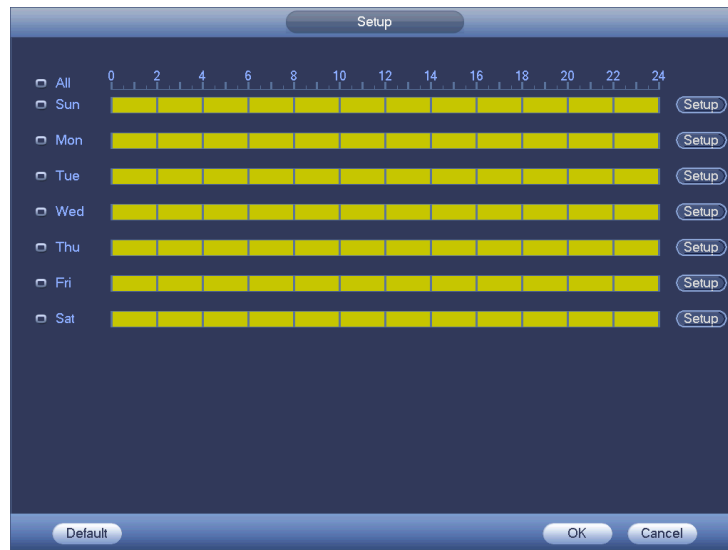 Setup
All 0 2 4 6 8 10 12 14 16 18 20 22 24
Sun Setup
Mon Setup
Tue Setup
Wed Setup
Thu Setup
Fri Setup
Sat Setup
Default OK Cancel